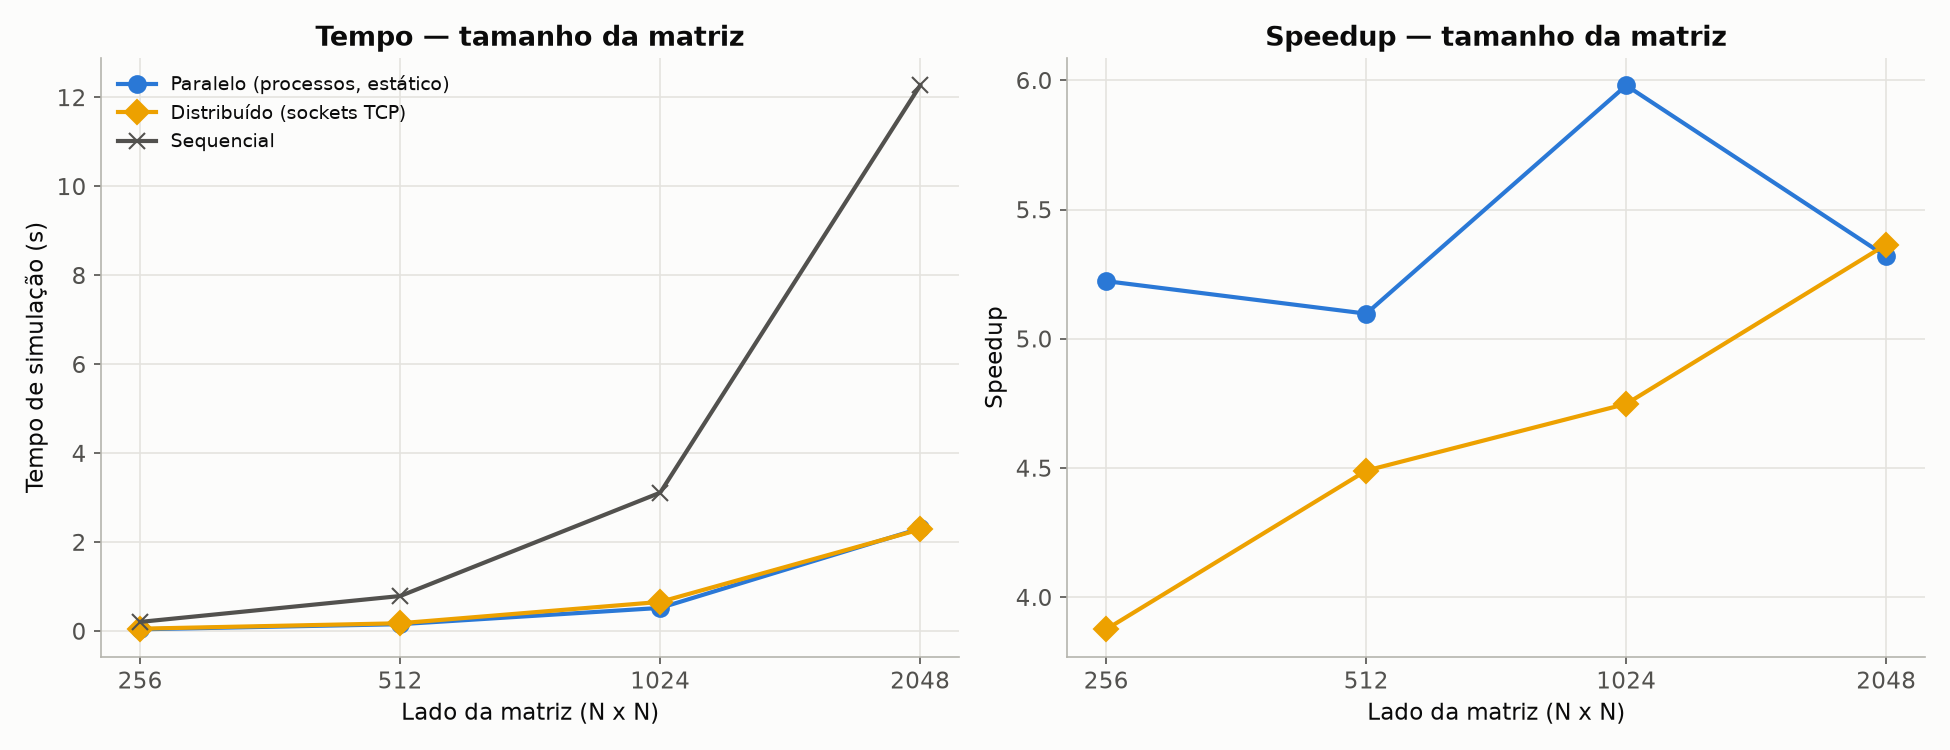 Tempo — tamanho da matriz
Paralelo (processos, estático)
Distribuído (sockets TCP)
Sequencial
Tempo de simulação (s)
12
10
8
6
4
2
0
256 512 1024 2048
Lado da matriz (N x N)
Speedup — tamanho da matriz
Speedup
6.0
5.5
5.0
4.5
4.0
256 512 1024 2048
Lado da matriz (N x N)